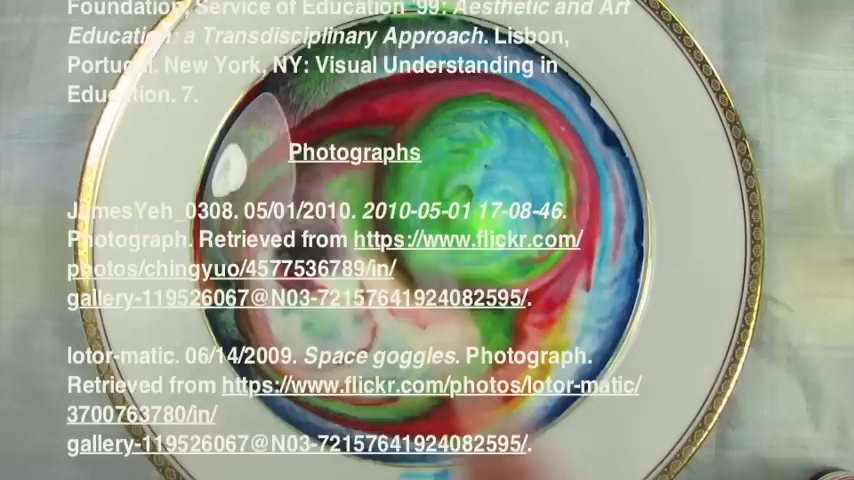 Foundation, Service of Education '99: Aesthetic and Art
Education; a Transdisciplinary Approach. Lisbon,
Portugal. New York, NY: Visual Understanding in
Education. 7.
Photographs
JamesYeh_0308. 05/01/2010. 2010-05-01 17-08-46.
Photograph. Retrieved from https://www.flickr.com/
photos/chingyuo/4577536789/in/
gallery-119526067@N03-72157641924082595/.
lotor-matic. 06/14/2009. Space goggles. Photograph.
Retrieved from https://www.flickr.com/photos/lotor-matic/
3700763780/in/
gallery-119526067@N03-72157641924082595/.